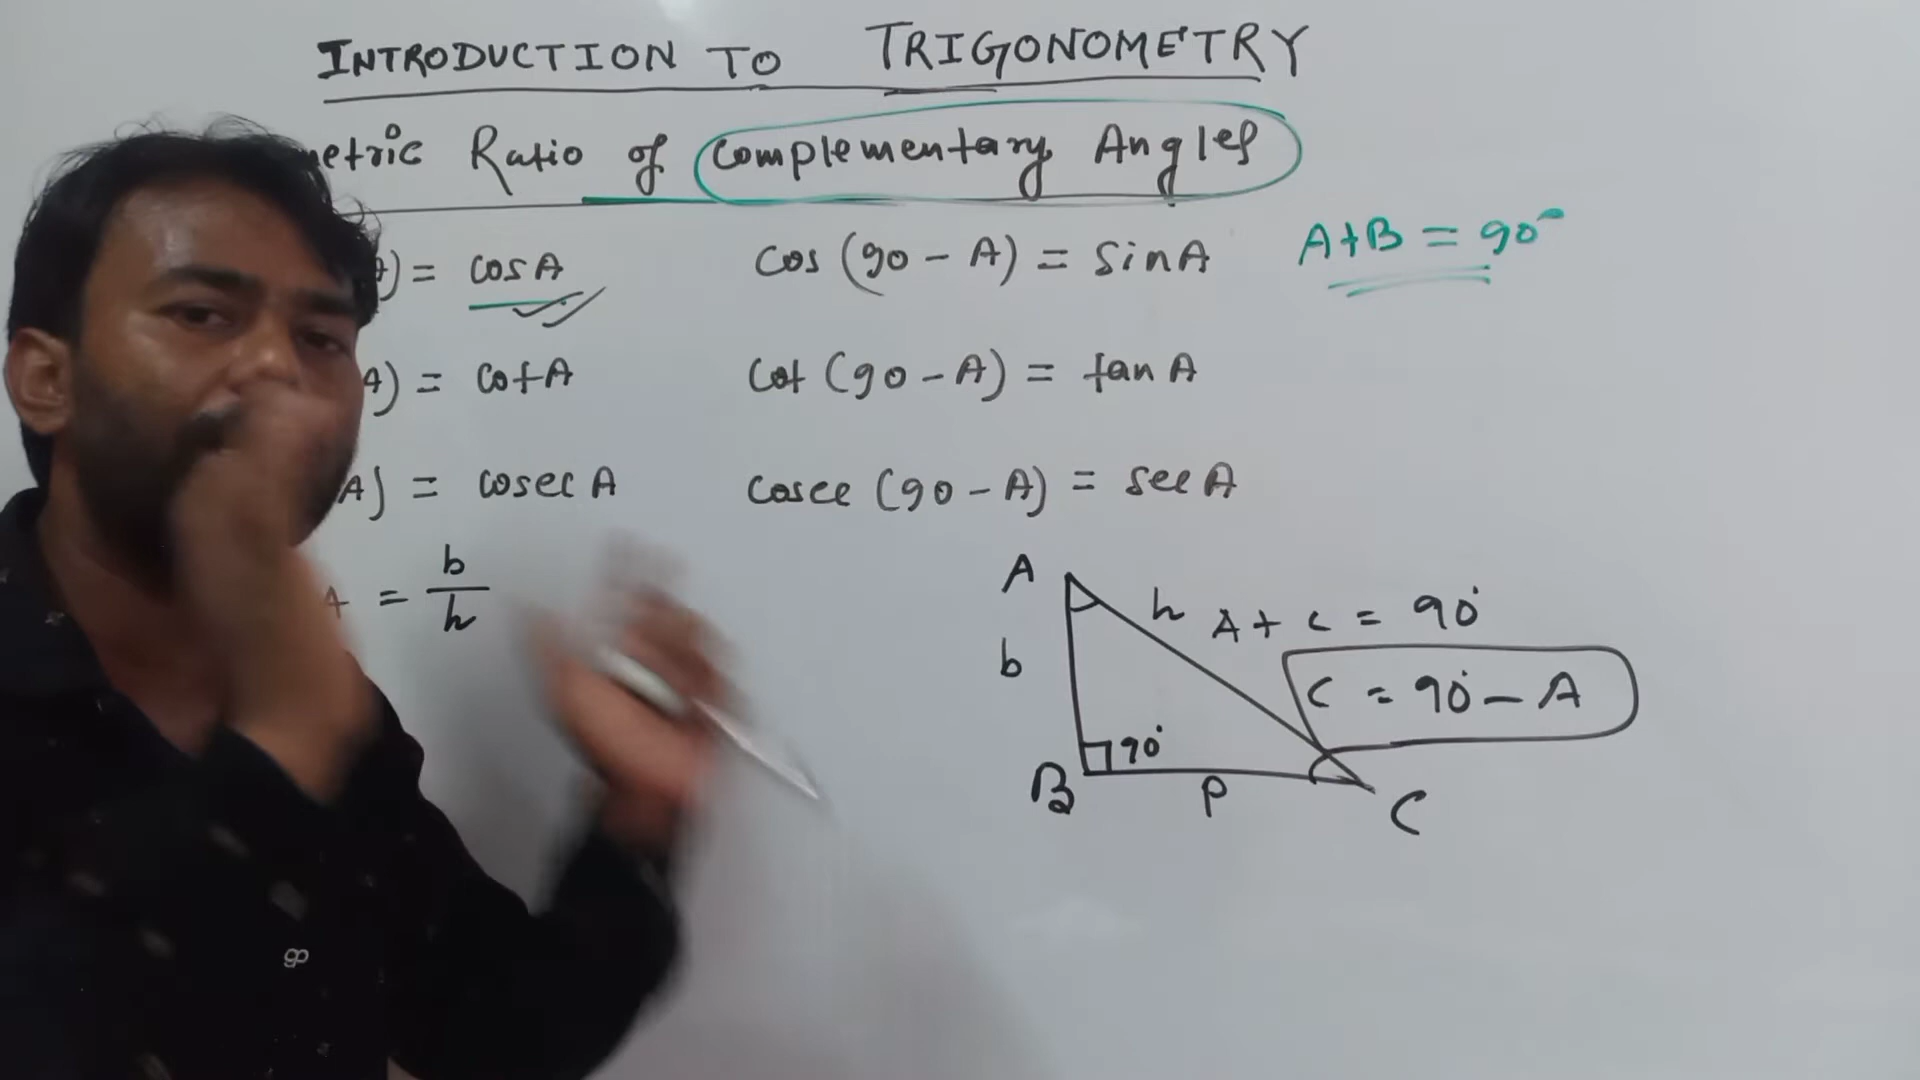 INTRODUCTION TO TRIGONOMETRY
metric Ratio of Complementary Angles
A+B = 90°
A) = cosA
cos (90 - A) = sinA
A) = cotA
cot (90 - A) = tan A
A) = cosec A
cosec (90 - A) = sec A
A = b/h
A
h
A + C = 90°
b
C = 90° - A
90°
B
P
C